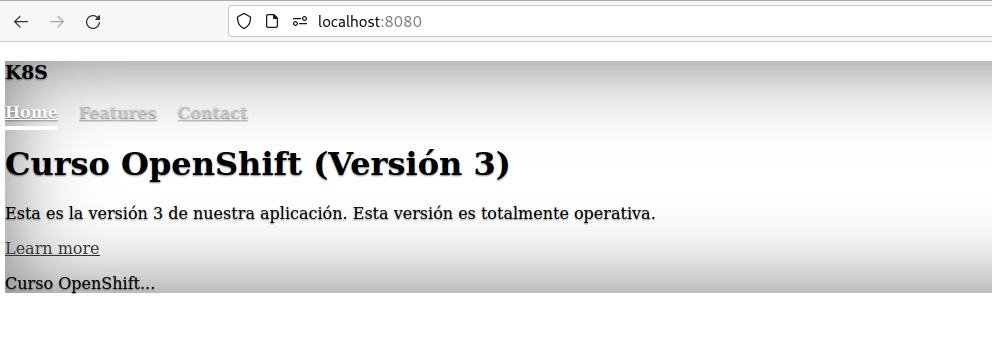 localhost:8080
K8S
Home Features Contact
Curso OpenShift (Versión 3)
Esta es la versión 3 de nuestra aplicación. Esta versión es totalmente operativa.
Learn more
Curso OpenShift...